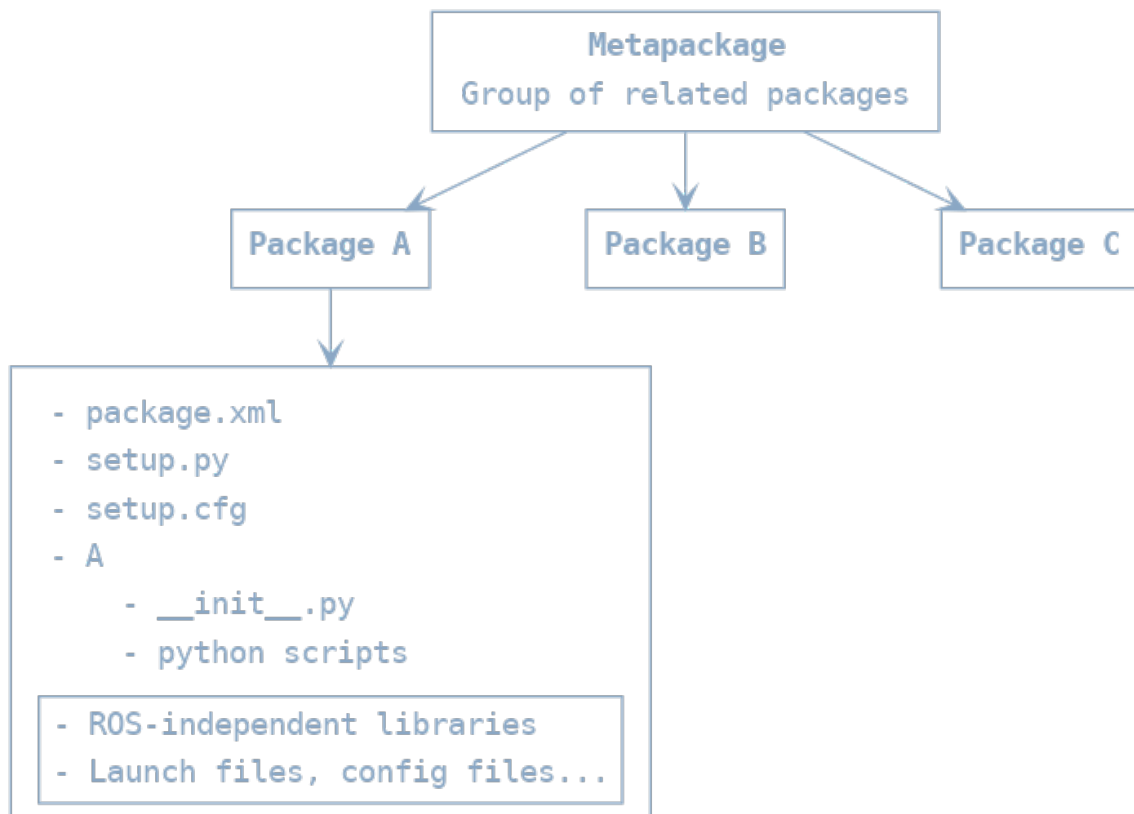 Metapackage
Group of related packages
Package A
Package B
Package C
- package.xml
- setup.py
- setup.cfg
- A
- __init__.py
- python scripts
- ROS-independent libraries
- Launch files, config files...